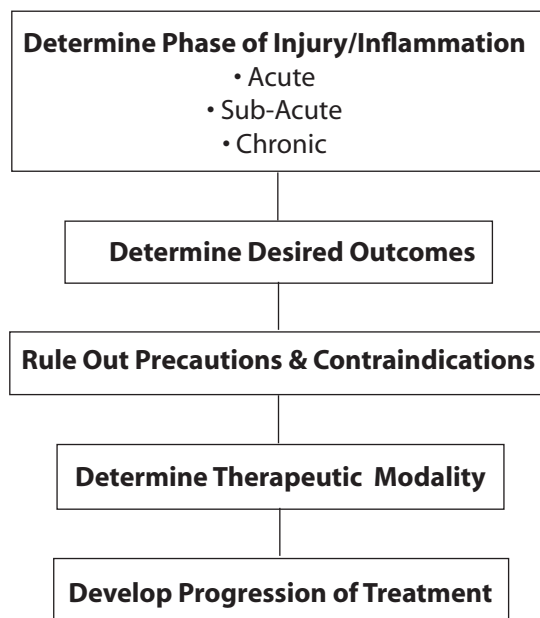 Determine Phase of Injury/Inflammation
• Acute
• Sub-Acute
• Chronic
Determine Desired Outcomes
Rule Out Precautions & Contraindications
Determine Therapeutic Modality
Develop Progression of Treatment